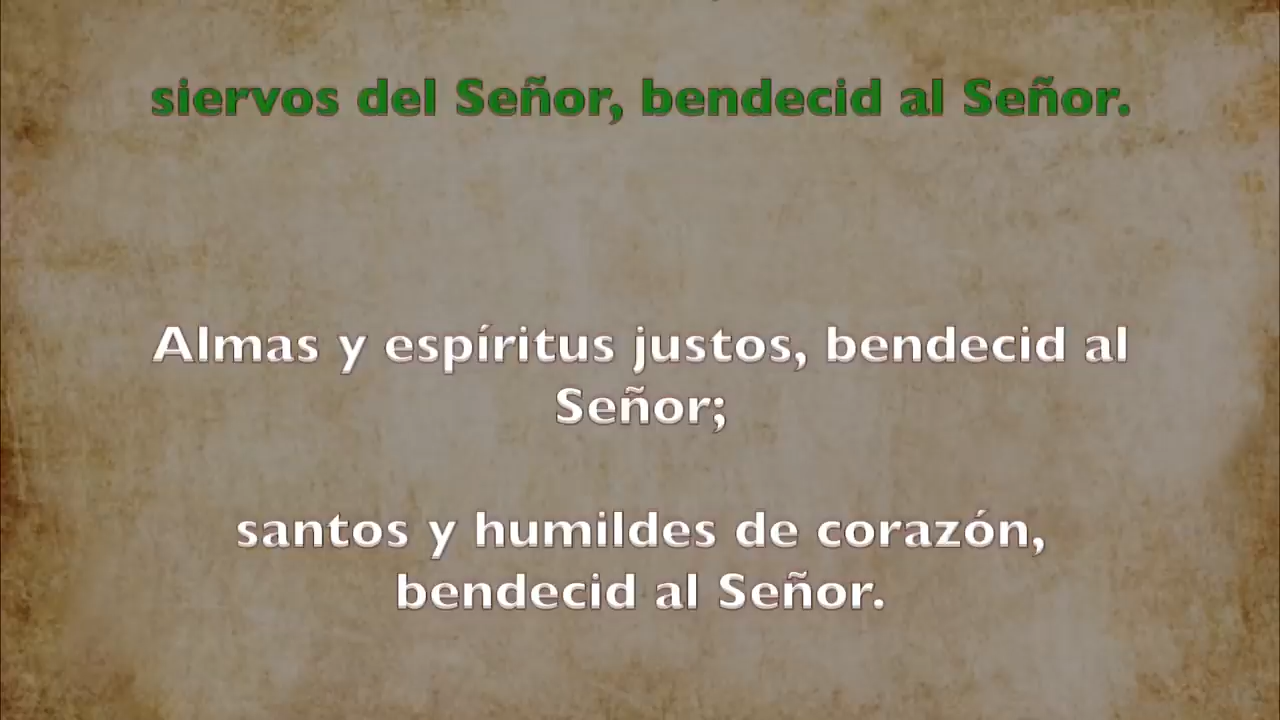 siervos del Señor, bendecid al Señor.
Almas y espíritus justos, bendecid al
Señor;
santos y humildes de corazón,
bendecid al Señor.